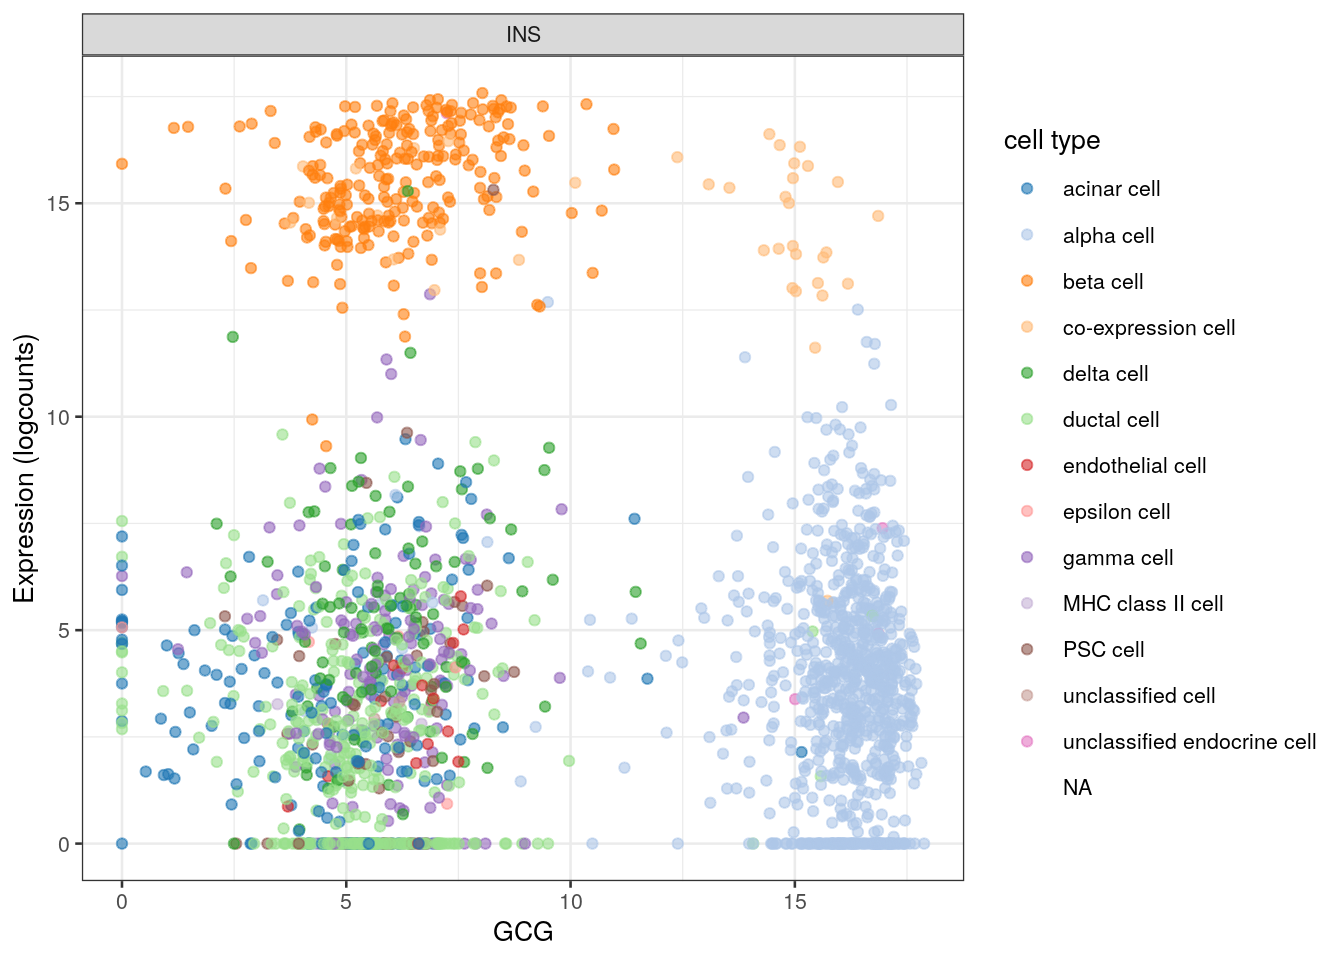 INS
15
10
5
0
Expression (logcounts)
0
5
10
15
GCG
cell type
acinar cell
alpha cell
beta cell
co-expression cell
delta cell
ductal cell
endothelial cell
epsilon cell
gamma cell
MHC class II cell
PSC cell
unclassified cell
unclassified endocrine cell
NA